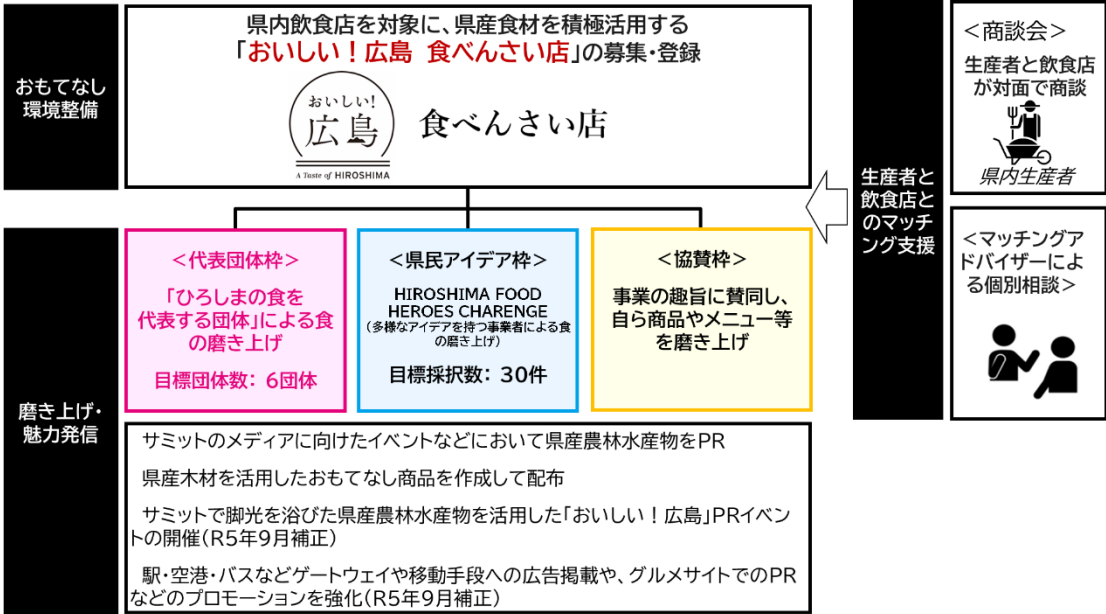 おもてなし
環境整備
県内飲食店を対象に、県産食材を積極活用する
「おいしい！広島 食べんさい店」の募集・登録
おいしい!
広島
A Taste of HIROSHIMA
食べんさい店
生産者と
飲食店と
のマッチ
ング支援
＜商談会＞
生産者と飲食店
が対面で商談
県内生産者
＜マッチングア
ドバイザーによ
る個別相談＞
磨き上げ・
魅力発信
＜代表団体枠＞
「ひろしまの食を
代表する団体」による食
の磨き上げ
目標団体数： 6団体
＜県民アイデア枠＞
HIROSHIMA FOOD
HEROES CHARENGE
（多様なアイデアを持つ事業者による食
の磨き上げ）
目標採択数： 30件
＜協賛枠＞
事業の趣旨に賛同し、
自ら商品やメニュー等
を磨き上げ
サミットのメディアに向けたイベントなどにおいて県産農林水産物をPR
県産木材を活用したおもてなし商品を作成して配布
サミットで脚光を浴びた県産農林水産物を活用した「おいしい！広島」PRイベン
トの開催（R5年9月補正）
駅・空港・バスなどゲートウェイや移動手段への広告掲載や、グルメサイトでのPR
などのプロモーションを強化（R5年9月補正）